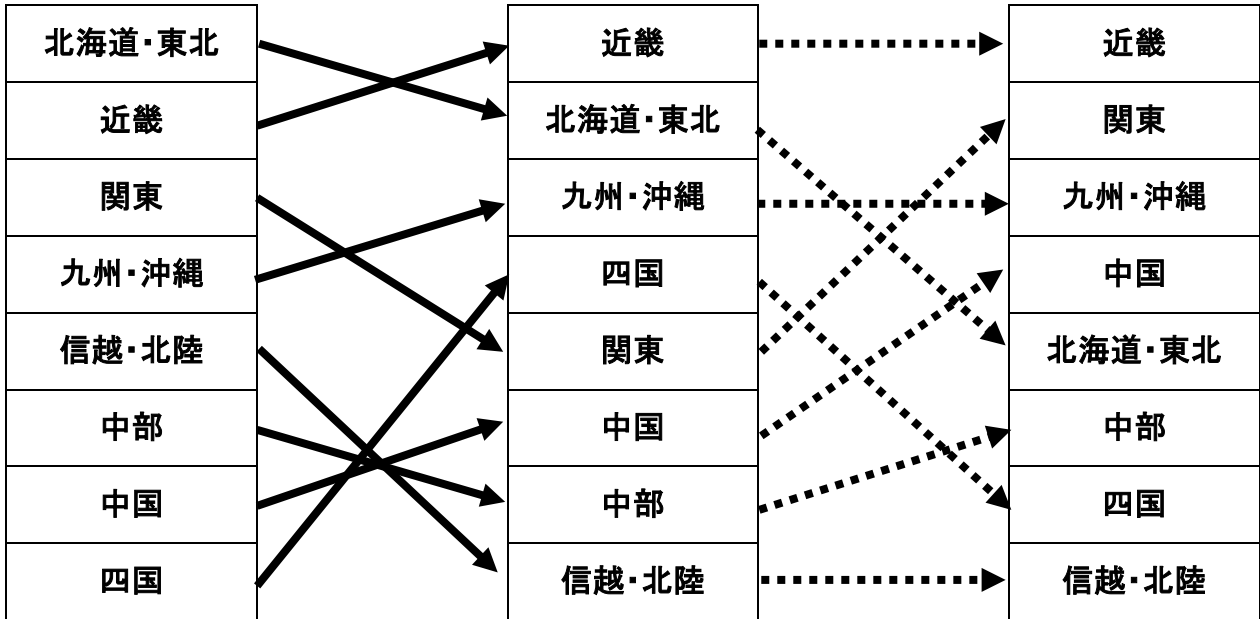 北海道・東北
近畿
関東
九州・沖縄
信越・北陸
中部
中国
四国
近畿
北海道・東北
九州・沖縄
四国
関東
中国
中部
信越・北陸
近畿
関東
九州・沖縄
中国
北海道・東北
中部
四国
信越・北陸